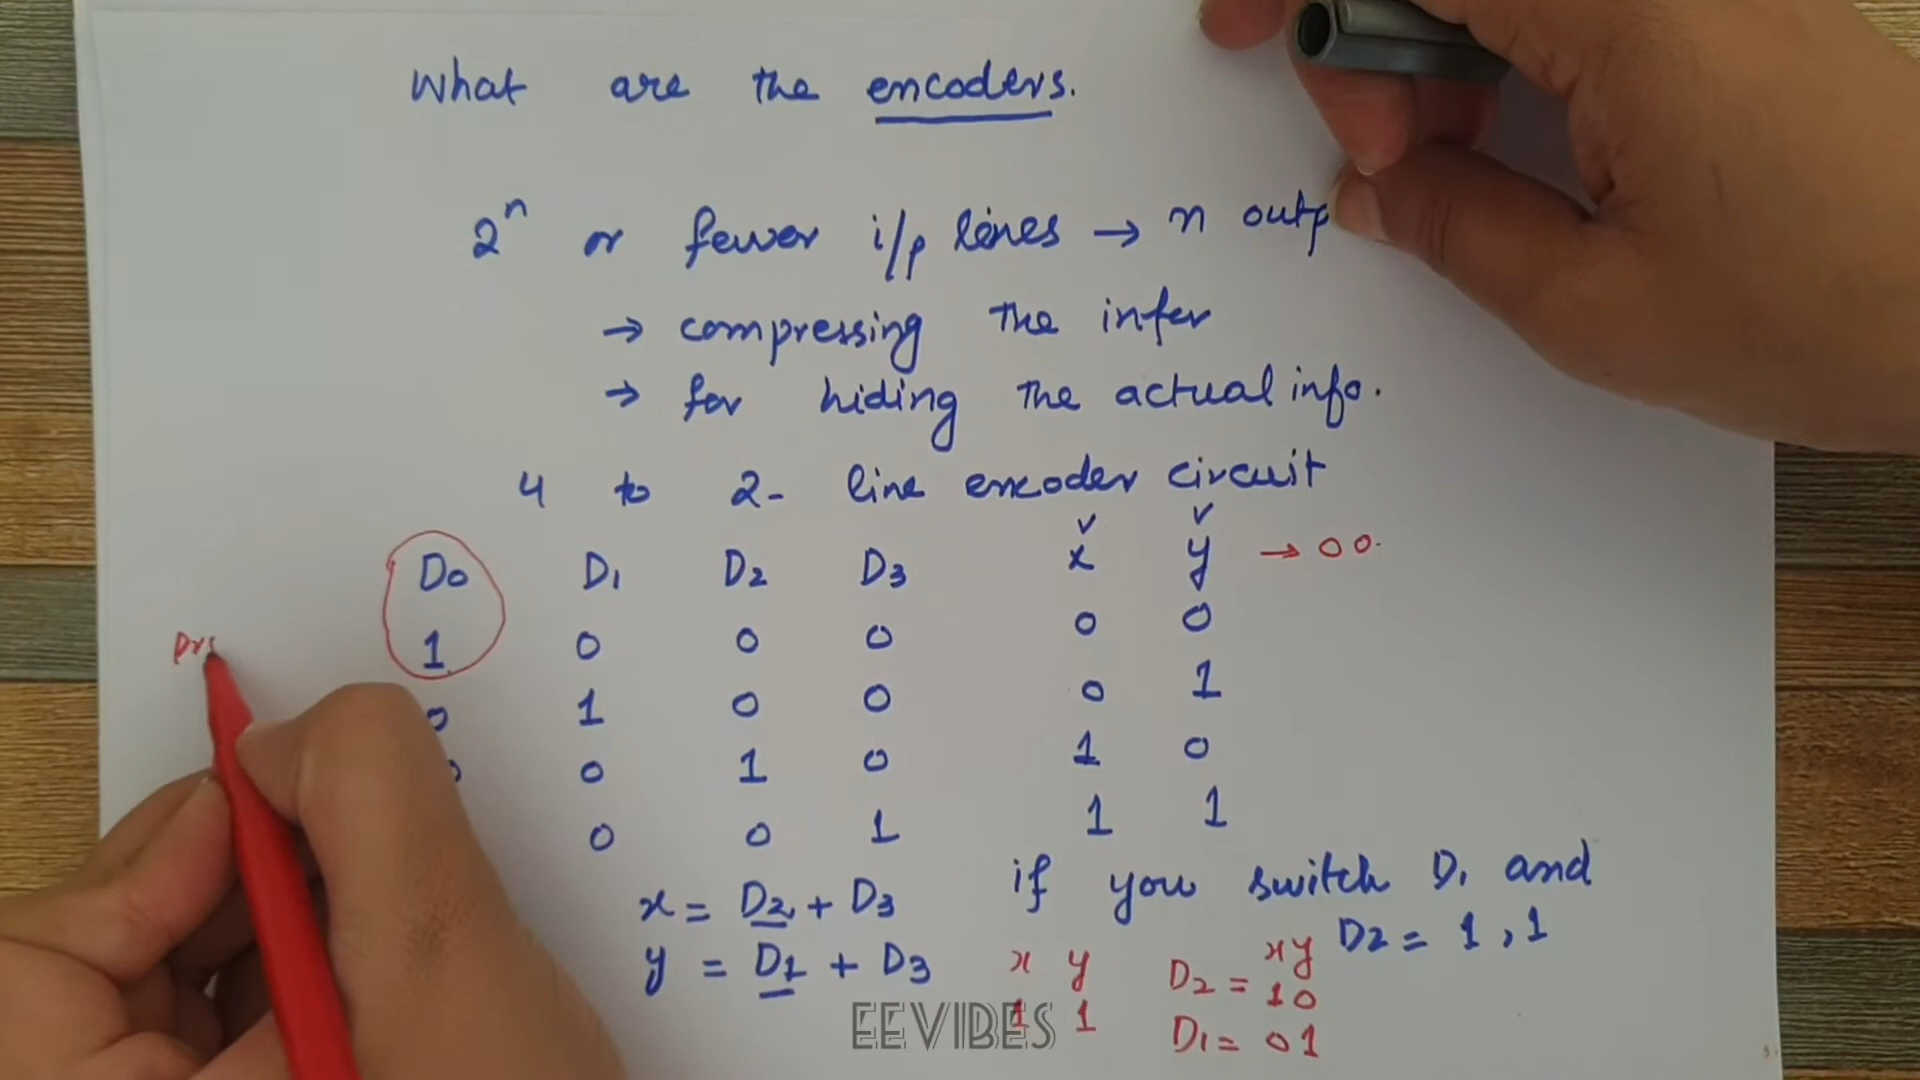 What are the encoders.
2ⁿ or fewer i/p lines → n outp
→ compressing the infor
→ for hiding the actual info.
4 to 2- line encoder circuit
D0 D1 D2 D3 x y → 00.
1 0 0 0 0 0
0 1 0 0 0 1
0 0 1 0 1 0
0 0 1 1 1
x = D2 + D3
y = D1 + D3
if you switch D1 and
D2 = 1, 1
x y
1 1
x y
D2 = 10
D1 = 01
EEVIBES